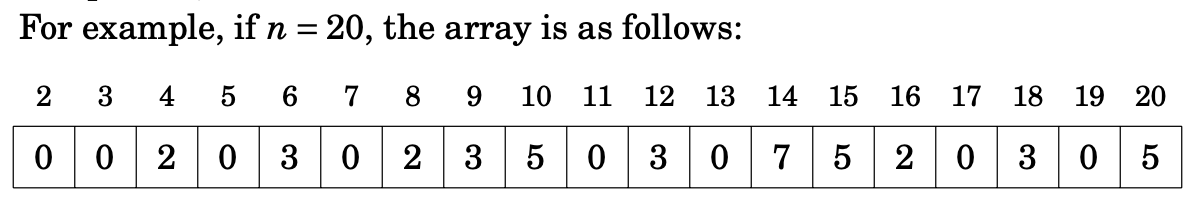 For example, if n = 20, the array is as follows:
2 3 4 5 6 7 8 9 10 11 12 13 14 15 16 17 18 19 20
0 0 2 0 3 0 2 3 5 0 3 0 7 5 2 0 3 0 5